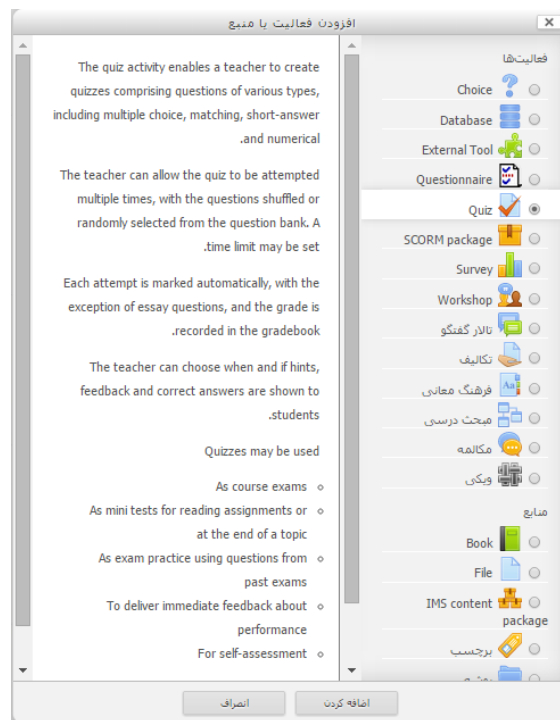 افزودن فعالیت یا منبع
فعالیت‌ها
Choice
Database
External Tool
Questionnaire
Quiz
SCORM package
Survey
Workshop
تالار گفتگو
تکالیف
فرهنگ معانی
مبحث درسی
مکالمه
ویکی
منابع
Book
File
IMS content
package
برچسب
پوشه
The quiz activity enables a teacher to create
quizzes comprising questions of various types,
including multiple choice, matching, short-answer
.and numerical
The teacher can allow the quiz to be attempted
multiple times, with the questions shuffled or
randomly selected from the question bank. A
.time limit may be set
Each attempt is marked automatically, with the
exception of essay questions, and the grade is
.recorded in the gradebook
The teacher can choose when and if hints,
feedback and correct answers are shown to
.students
Quizzes may be used
As course exams
As mini tests for reading assignments or
at the end of a topic
As exam practice using questions from
past exams
To deliver immediate feedback about
performance
For self-assessment
اضافه کردن
انصراف